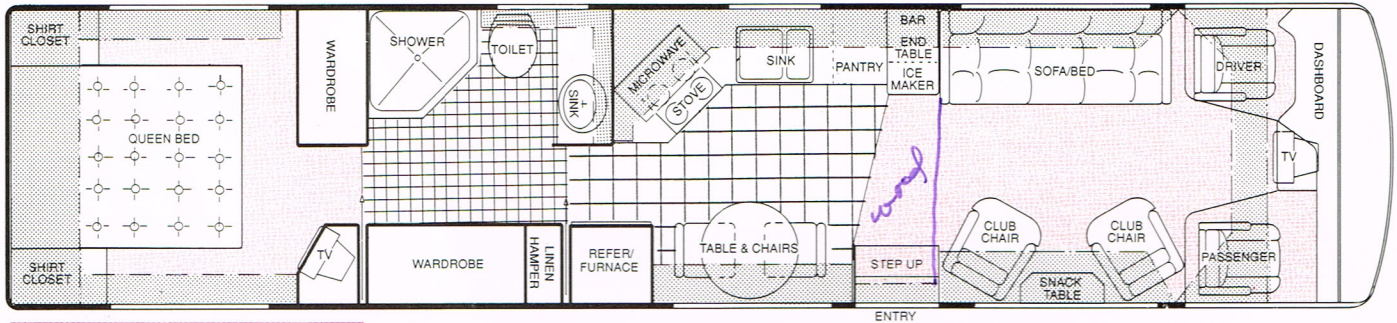 SHIRT
CLOSET
QUEEN BED
SHIRT
CLOSET
WARDROBE
TV
SHOWER
TOILET
SINK
WARDROBE
LINEN
HAMPER
REFER/
FURNACE
MICROWAVE
STOVE
SINK
PANTRY
TABLE & CHAIRS
BAR
END
TABLE
ICE
MAKER
wood
STEP UP
ENTRY
SOFA/BED
CLUB
CHAIR
CLUB
CHAIR
SNACK
TABLE
DRIVER
PASSENGER
DASHBOARD
TV